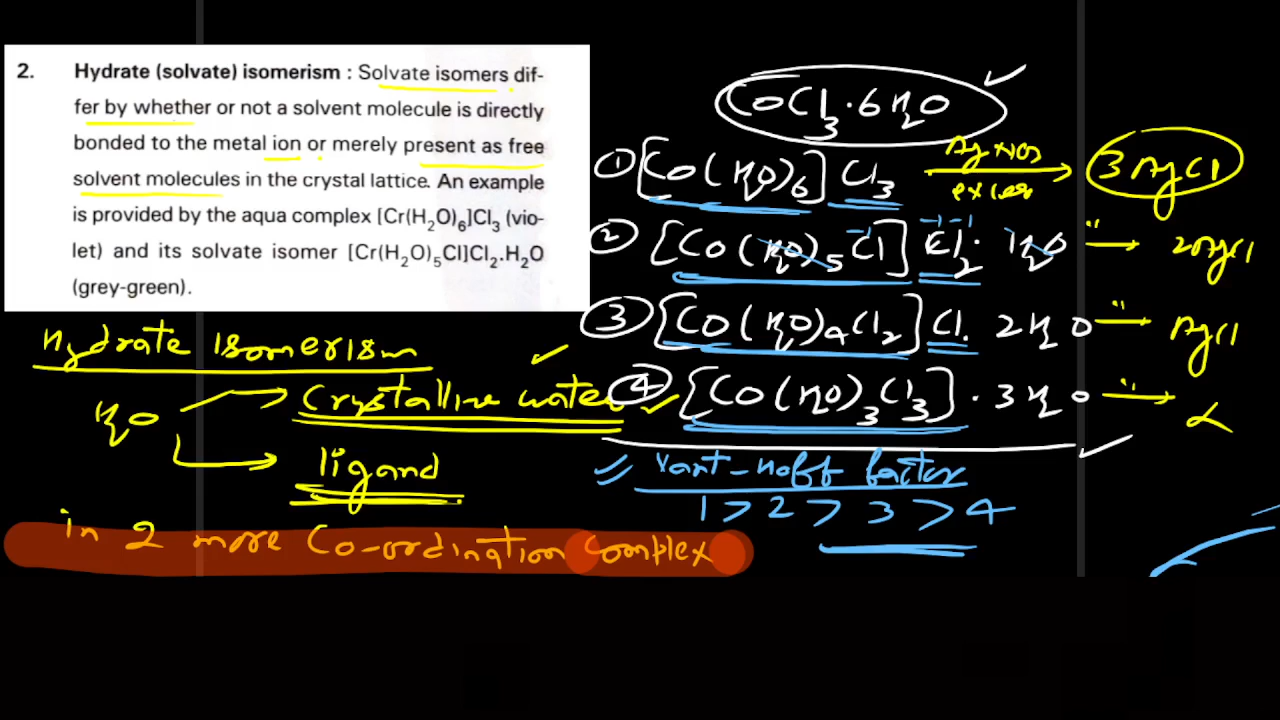 2. Hydrate (solvate) isomerism : Solvate isomers dif-
fer by whether or not a solvent molecule is directly
bonded to the metal ion or merely present as free
solvent molecules in the crystal lattice. An example
is provided by the aqua complex [Cr(H₂O)₆]Cl₃ (vio-
let) and its solvate isomer [Cr(H₂O)₅Cl]Cl₂.H₂O
(grey-green).
Hydrate Isomerism
H₂O
Crystalline water
ligand
in 2 more Co-ordination complex
CoCl₃·6H₂O
① [Co(H₂O)₆]Cl₃ AgNO₃ excess → 3AgCl
② [Co(H₂O)₅Cl]Cl₂·1H₂O " → 2AgCl
-1 -1 -1
③ [Co(H₂O)₄Cl₂]Cl. 2H₂O " → AgCl
④ [Co(H₂O)₃Cl₃]·3H₂O " →
Vant-Hoff factor
1 > 2 > 3 > 4